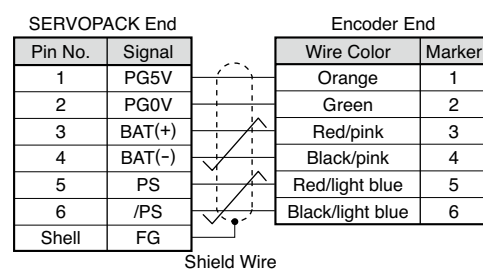 SERVOPACK End Encoder End
Pin No. Signal Wire Color Marker
1 PG5V Orange 1
2 PG0V Green 2
3 BAT(+) Red/pink 3
4 BAT(-) Black/pink 4
5 PS Red/light blue 5
6 /PS Black/light blue 6
Shell FG
Shield Wire